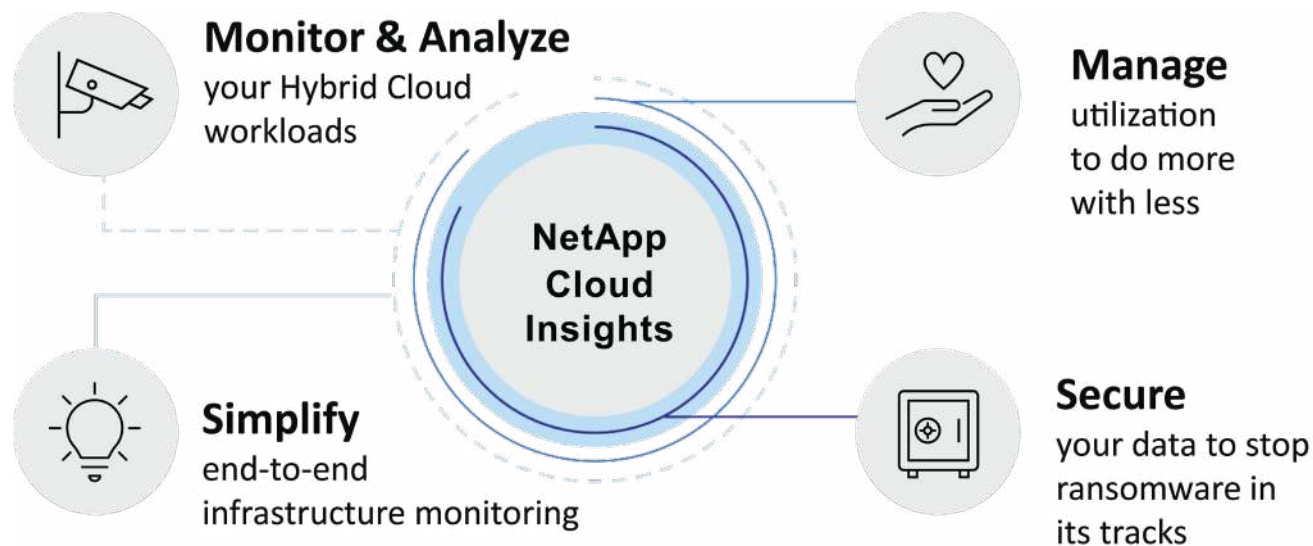 Monitor & Analyze
your Hybrid Cloud
workloads
Manage
utilization
to do more
with less
NetApp
Cloud
Insights
Simplify
end-to-end
infrastructure monitoring
Secure
your data to stop
ransomware in
its tracks